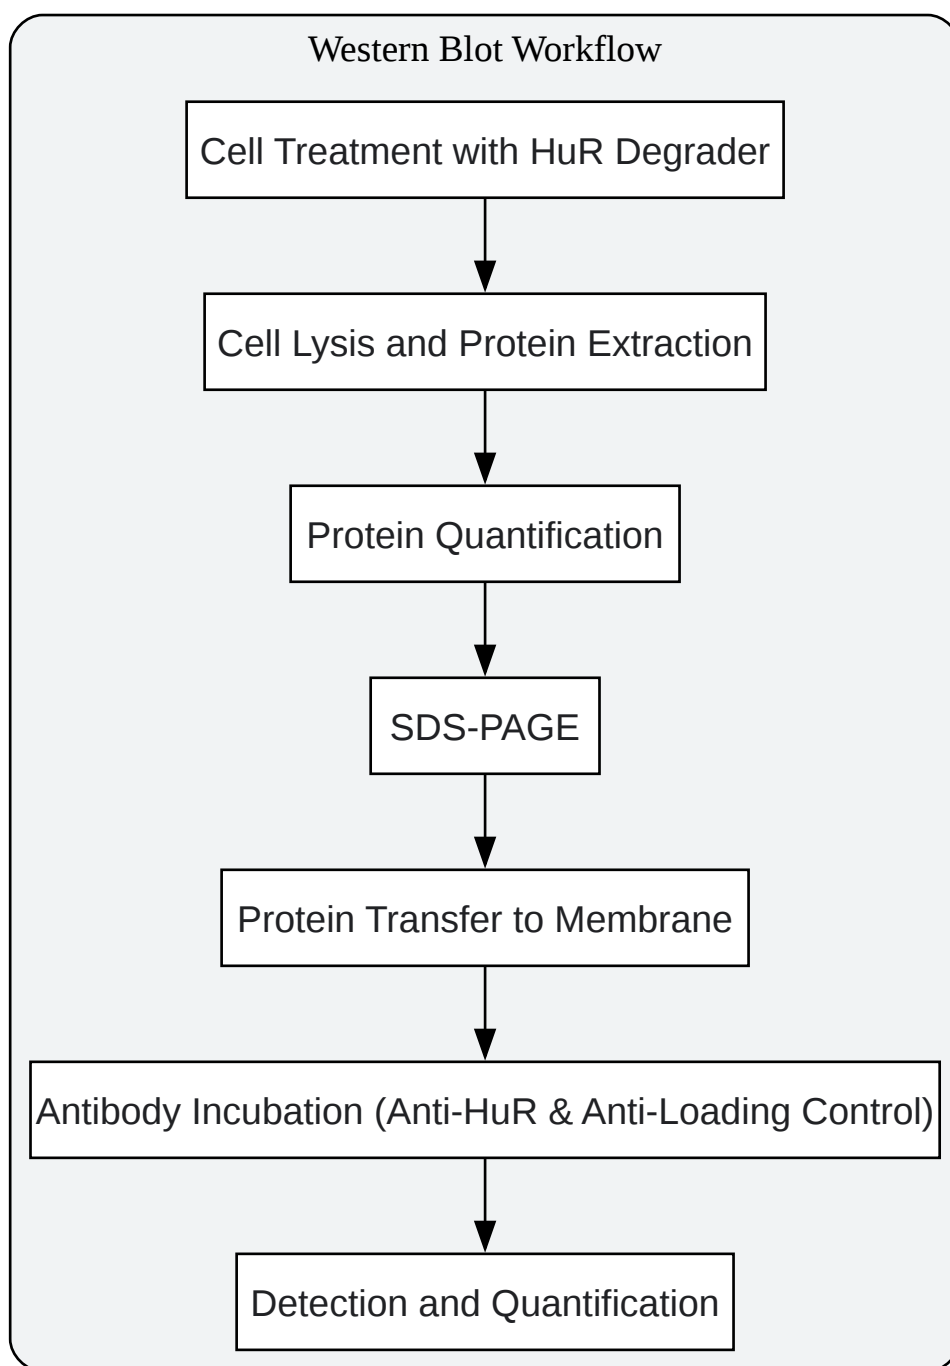 Western Blot Workflow
Cell Treatment with HuR Degrader
Cell Lysis and Protein Extraction
Protein Quantification
SDS-PAGE
Protein Transfer to Membrane
Antibody Incubation (Anti-HuR & Anti-Loading Control)
Detection and Quantification